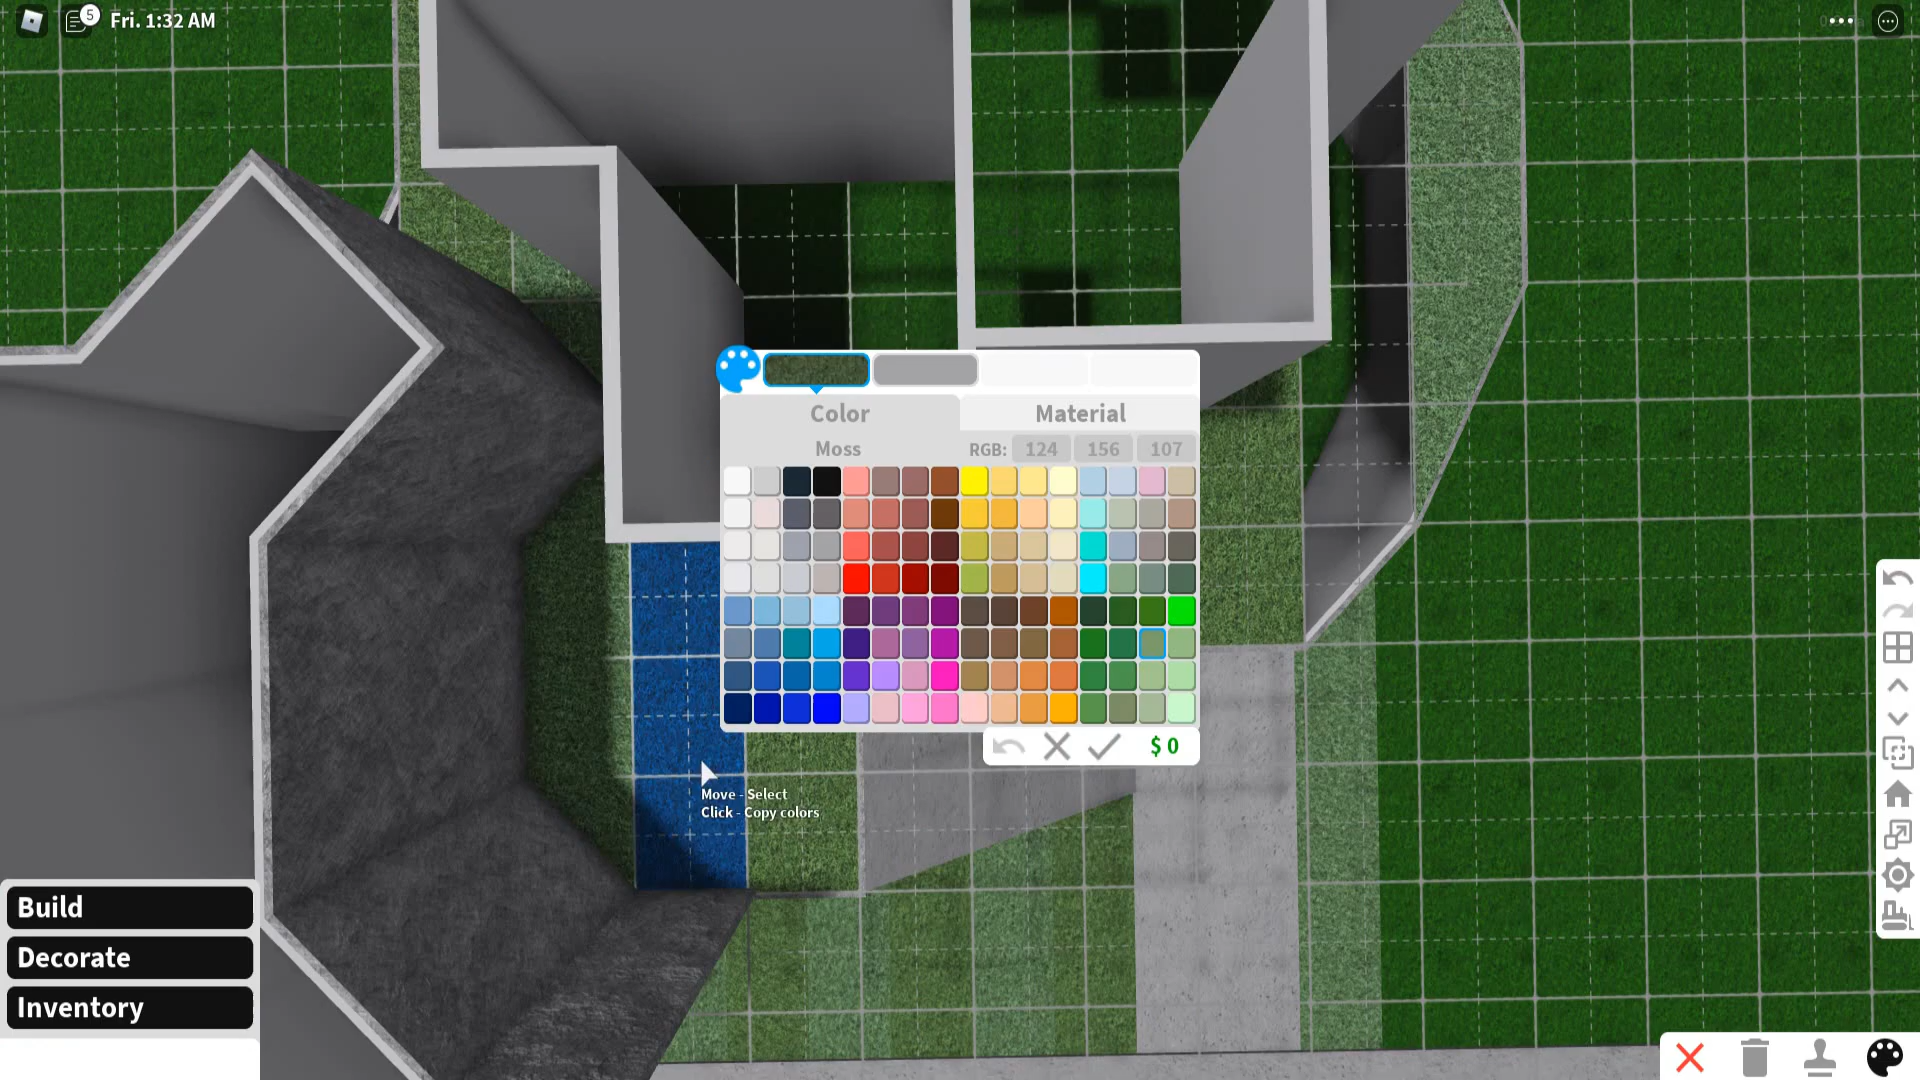 5
Fri. 1:32 AM
Color
Material
Moss
RGB: 124 156 107
$ 0
Move - Select
Click - Copy colors
Build
Decorate
Inventory